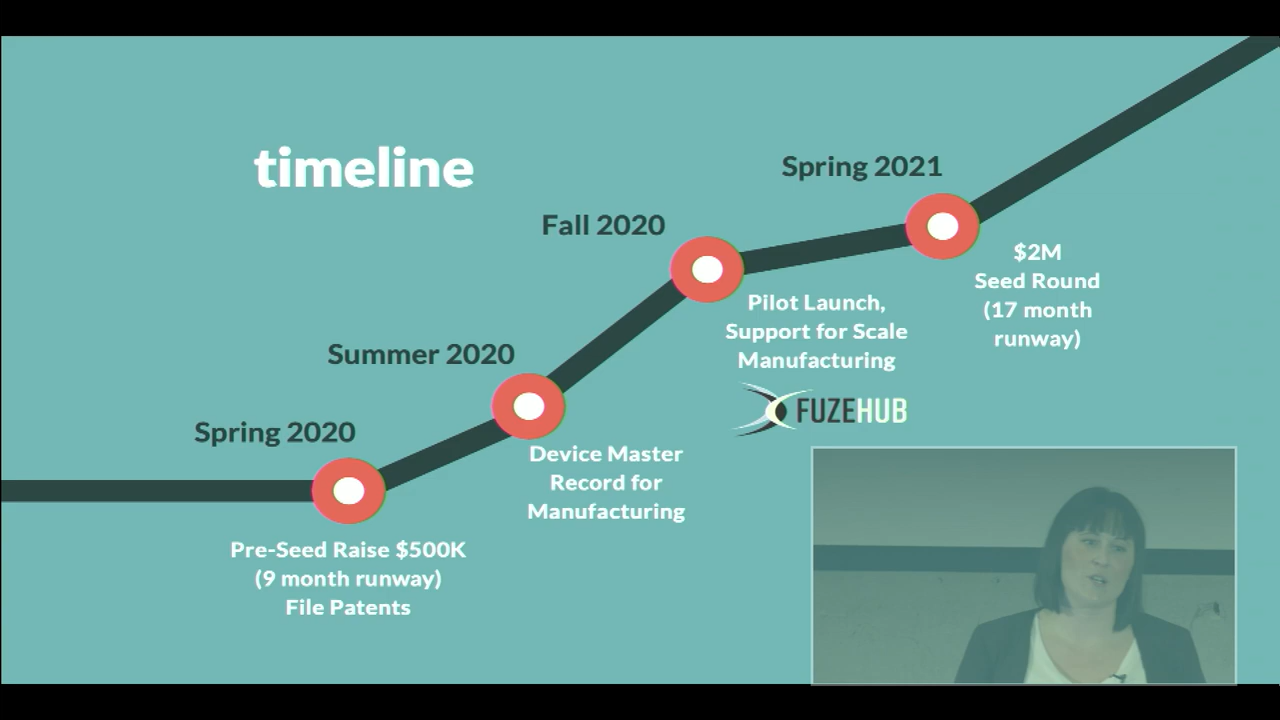 timeline
Spring 2020
Pre-Seed Raise $500K
(9 month runway)
File Patents
Summer 2020
Device Master
Record for
Manufacturing
Fall 2020
Pilot Launch,
Support for Scale
Manufacturing
FUZEHUB
Spring 2021
$2M
Seed Round
(17 month
runway)